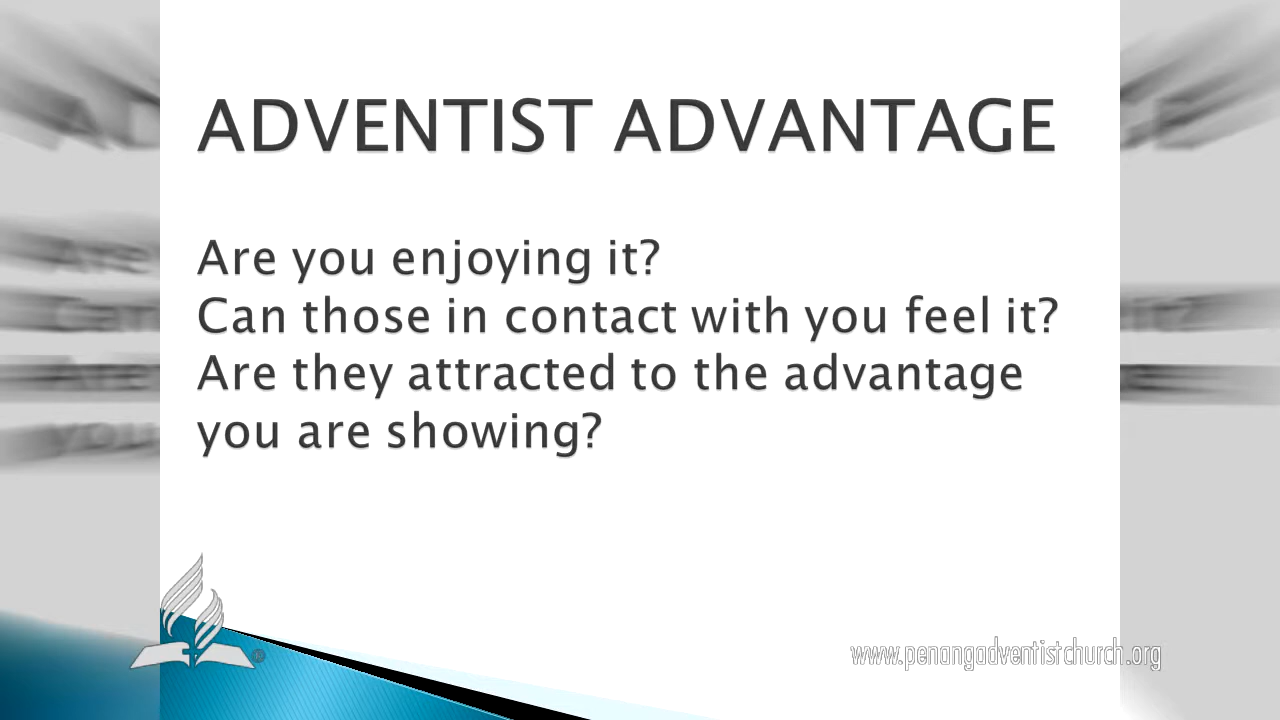 ADVENTIST ADVANTAGE
Are you enjoying it?
Can those in contact with you feel it?
Are they attracted to the advantage
you are showing?
www.penangadventistchurch.org